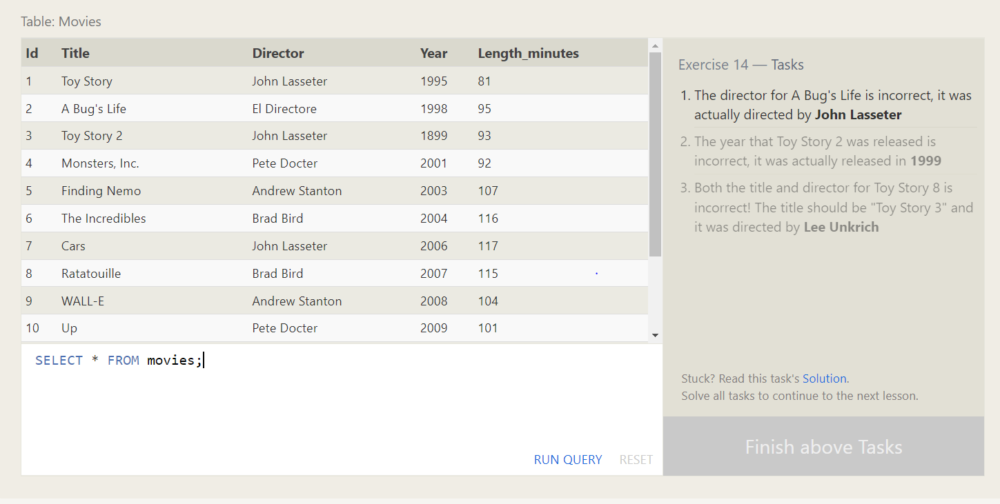 Table: Movies
Id Title Director Year Length_minutes
1 Toy Story John Lasseter 1995 81
2 A Bug's Life El Directore 1998 95
3 Toy Story 2 John Lasseter 1899 93
4 Monsters, Inc. Pete Docter 2001 92
5 Finding Nemo Andrew Stanton 2003 107
6 The Incredibles Brad Bird 2004 116
7 Cars John Lasseter 2006 117
8 Ratatouille Brad Bird 2007 115
9 WALL-E Andrew Stanton 2008 104
10 Up Pete Docter 2009 101
SELECT * FROM movies;
RUN QUERY RESET
Exercise 14 — Tasks
1. The director for A Bug's Life is incorrect, it was
actually directed by John Lasseter
2. The year that Toy Story 2 was released is
incorrect, it was actually released in 1999
3. Both the title and director for Toy Story 8 is
incorrect! The title should be "Toy Story 3" and
it was directed by Lee Unkrich
Stuck? Read this task's Solution.
Solve all tasks to continue to the next lesson.
Finish above Tasks